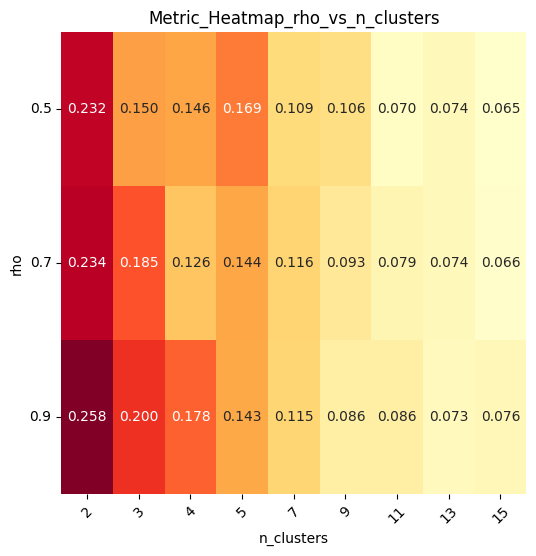 Metric_Heatmap_rho_vs_n_clusters
rho
0.5 0.232 0.150 0.146 0.169 0.109 0.106 0.070 0.074 0.065
0.7 0.234 0.185 0.126 0.144 0.116 0.093 0.079 0.074 0.066
0.9 0.258 0.200 0.178 0.143 0.115 0.086 0.086 0.073 0.076
2 3 4 5 7 9 11 13 15
n_clusters